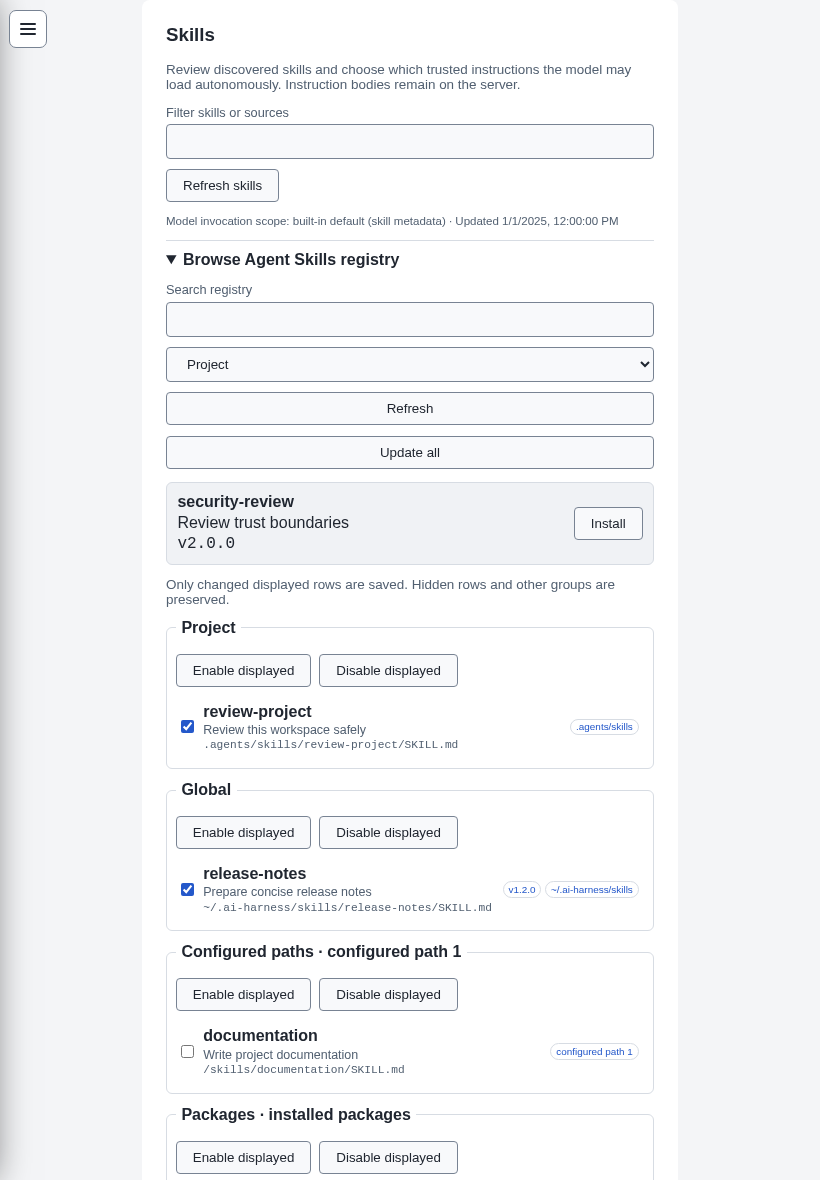 Skills
Review discovered skills and choose which trusted instructions the model may
load autonomously. Instruction bodies remain on the server.
Filter skills or sources
Refresh skills
Model invocation scope: built-in default (skill metadata) · Updated 1/1/2025, 12:00:00 PM
Browse Agent Skills registry
Search registry
Project
Refresh
Update all
security-review
Review trust boundaries
v2.0.0
Install
Only changed displayed rows are saved. Hidden rows and other groups are
preserved.
Project
Enable displayed
Disable displayed
review-project
Review this workspace safely
.agents/skills/review-project/SKILL.md
.agents/skills
Global
Enable displayed
Disable displayed
release-notes
Prepare concise release notes
~/.ai-harness/skills/release-notes/SKILL.md
v1.2.0
~/.ai-harness/skills
Configured paths · configured path 1
Enable displayed
Disable displayed
documentation
Write project documentation
/skills/documentation/SKILL.md
configured path 1
Packages · installed packages
Enable displayed
Disable displayed